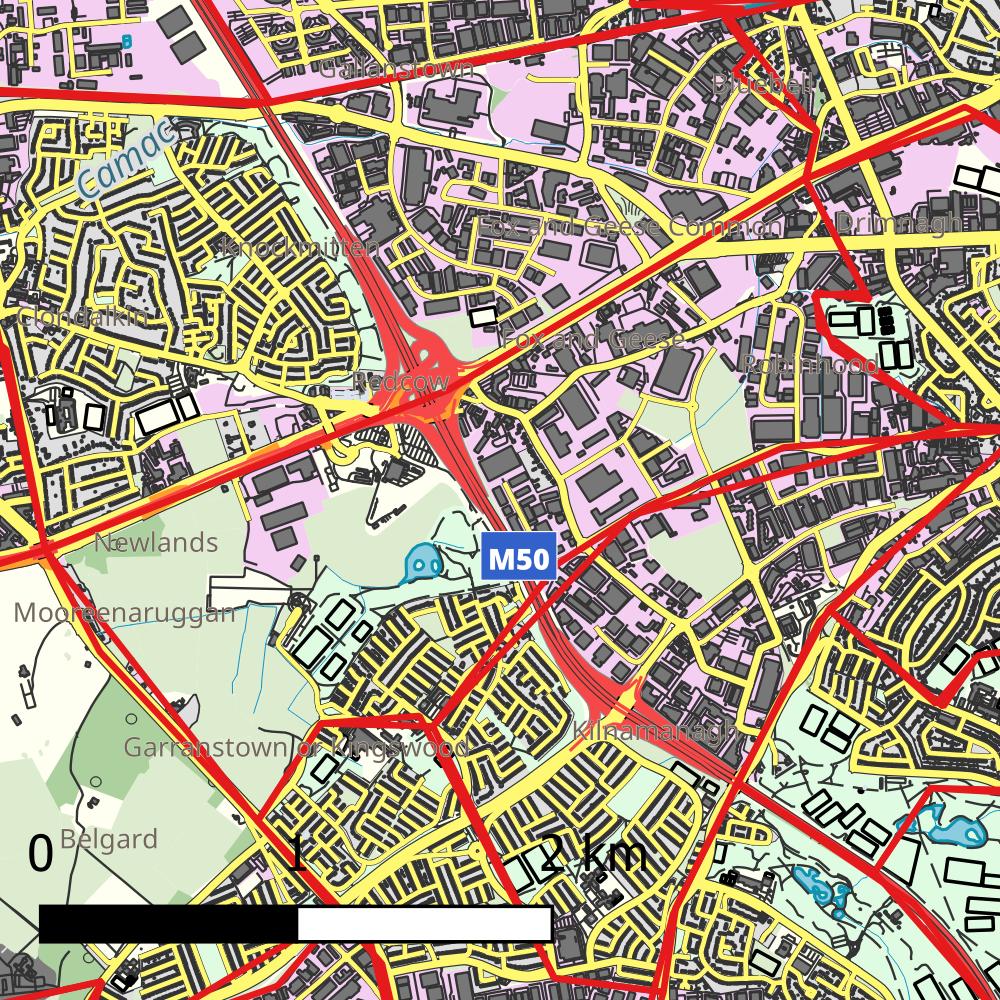 Gallanstown
Bluebell
Camac
Fox and Geese Common
Drimnagh
Knockmitten
Clondalkin
Fox and Geese
Robinhood
Redcow
Newlands
M50
Mooreenaruggan
Kilnamanagh
Garranstown or Kingswood
Belgard
0 1 2 km